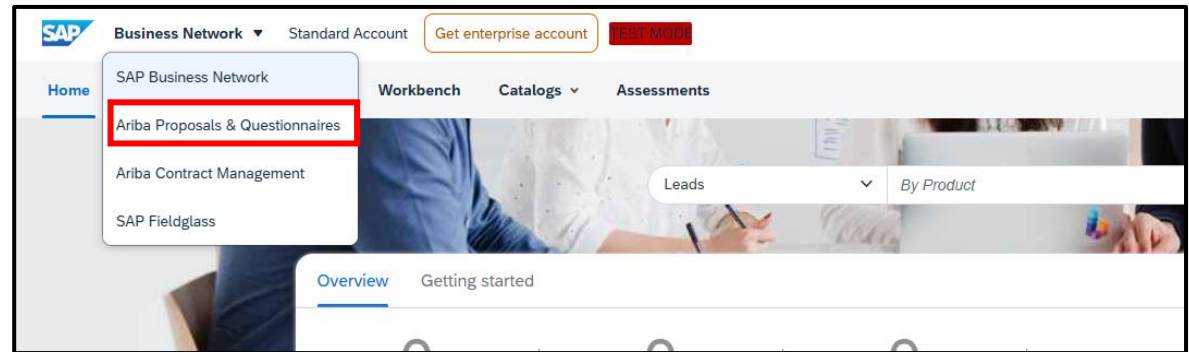 SAP Business Network ▼ Standard Account Get enterprise account TEST MODE
Home Workbench Catalogs Assessments
SAP Business Network
Ariba Proposals & Questionnaires
Ariba Contract Management
SAP Fieldglass
Leads By Product
Overview Getting started